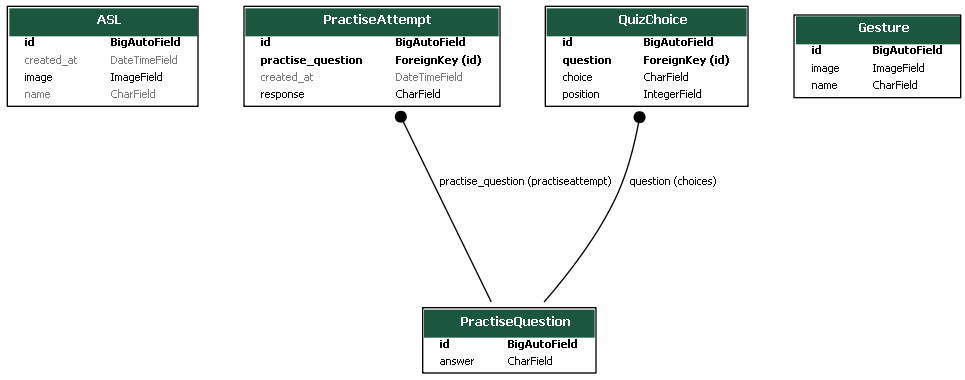 ASL
id BigAutoField
created_at DateTimeField
image ImageField
name CharField
PractiseAttempt
id BigAutoField
practise_question ForeignKey (id)
created_at DateTimeField
response CharField
QuizChoice
id BigAutoField
question ForeignKey (id)
choice CharField
position IntegerField
Gesture
id BigAutoField
image ImageField
name CharField
practise_question (practiseattempt)
question (choices)
PractiseQuestion
id BigAutoField
answer CharField